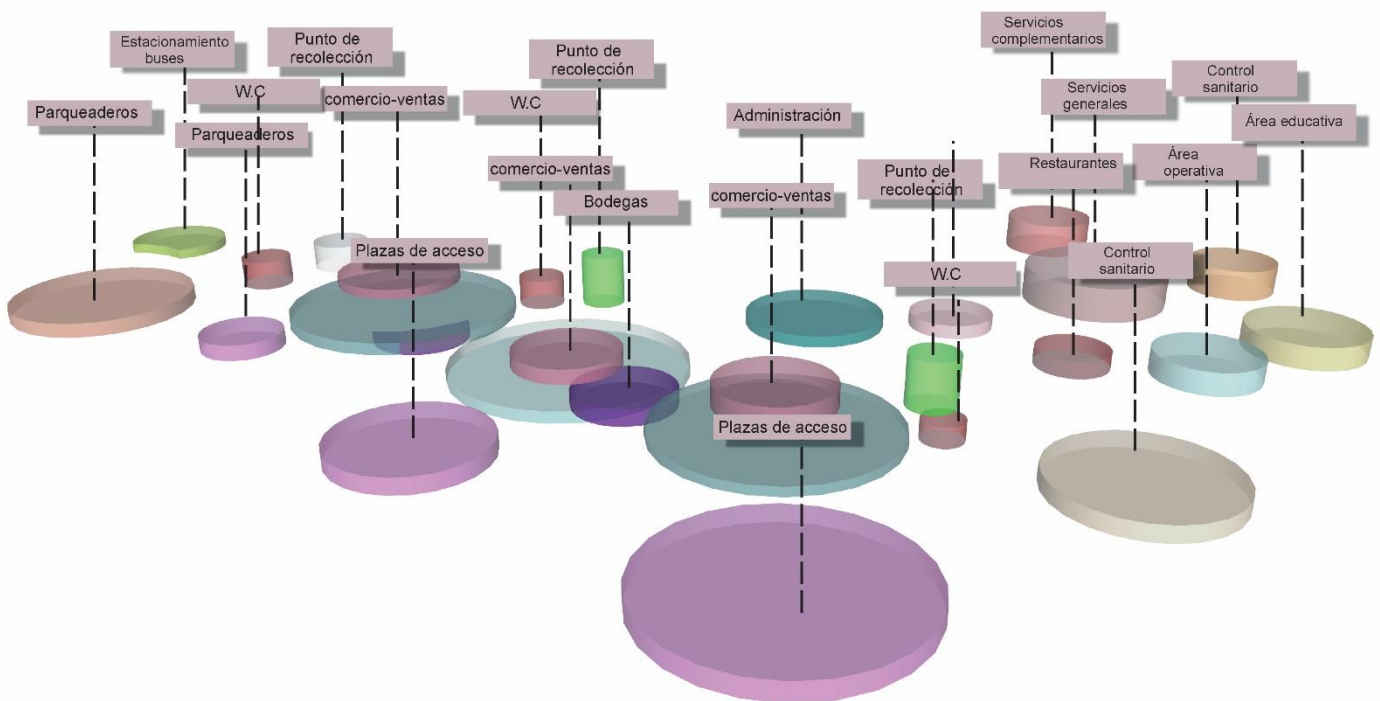 Servicios
complementarios
Estacionamiento
buses
Punto de
recolección
Punto de
recolección
Control
sanitario
W.C
comercio-ventas
W.C
Servicios
generales
Parqueaderos
Administración
Área educativa
Parqueaderos
comercio-ventas
Punto de
recolección
Restaurantes
Área
operativa
Bodegas
comercio-ventas
Plazas de acceso
W.C
Control
sanitario
Plazas de acceso